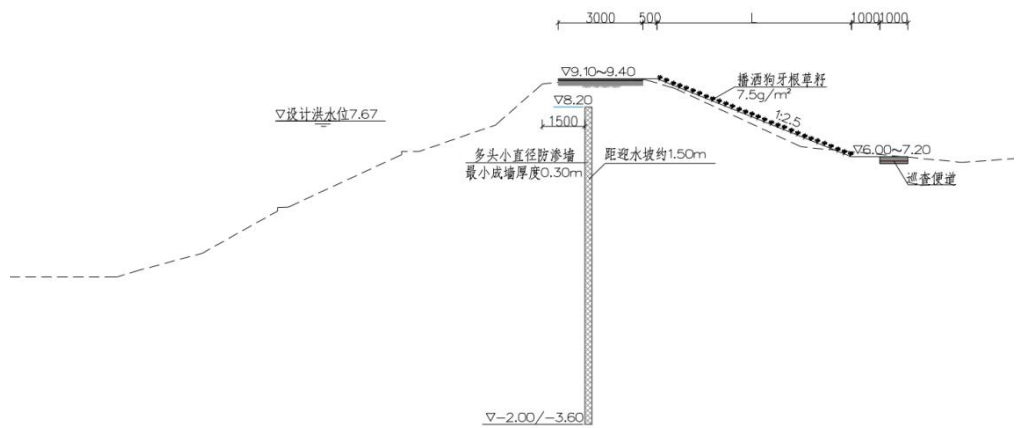 3000 500 L 1000 1000
▽9.10~9.40
播洒狗牙根草籽
7.5g/m²
▽设计洪水位7.67
▽8.20
1:2.5
1500
▽6.00~7.20
多头小直径防渗墙
距迎水坡约1.50m
最小成墙厚度0.30m
巡查便道
▽-2.00/-3.60